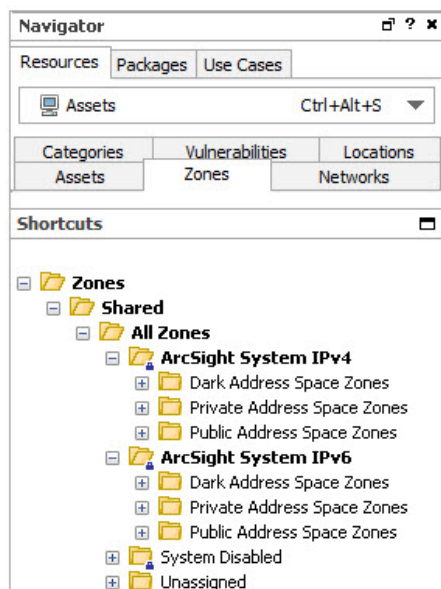 Navigator
Resources Packages Use Cases
Assets Ctrl+Alt+S
Categories Vulnerabilities Locations
Assets Zones Networks
Shortcuts
Zones
Shared
All Zones
ArcSight System IPv4
Dark Address Space Zones
Private Address Space Zones
Public Address Space Zones
ArcSight System IPv6
Dark Address Space Zones
Private Address Space Zones
Public Address Space Zones
System Disabled
Unassigned